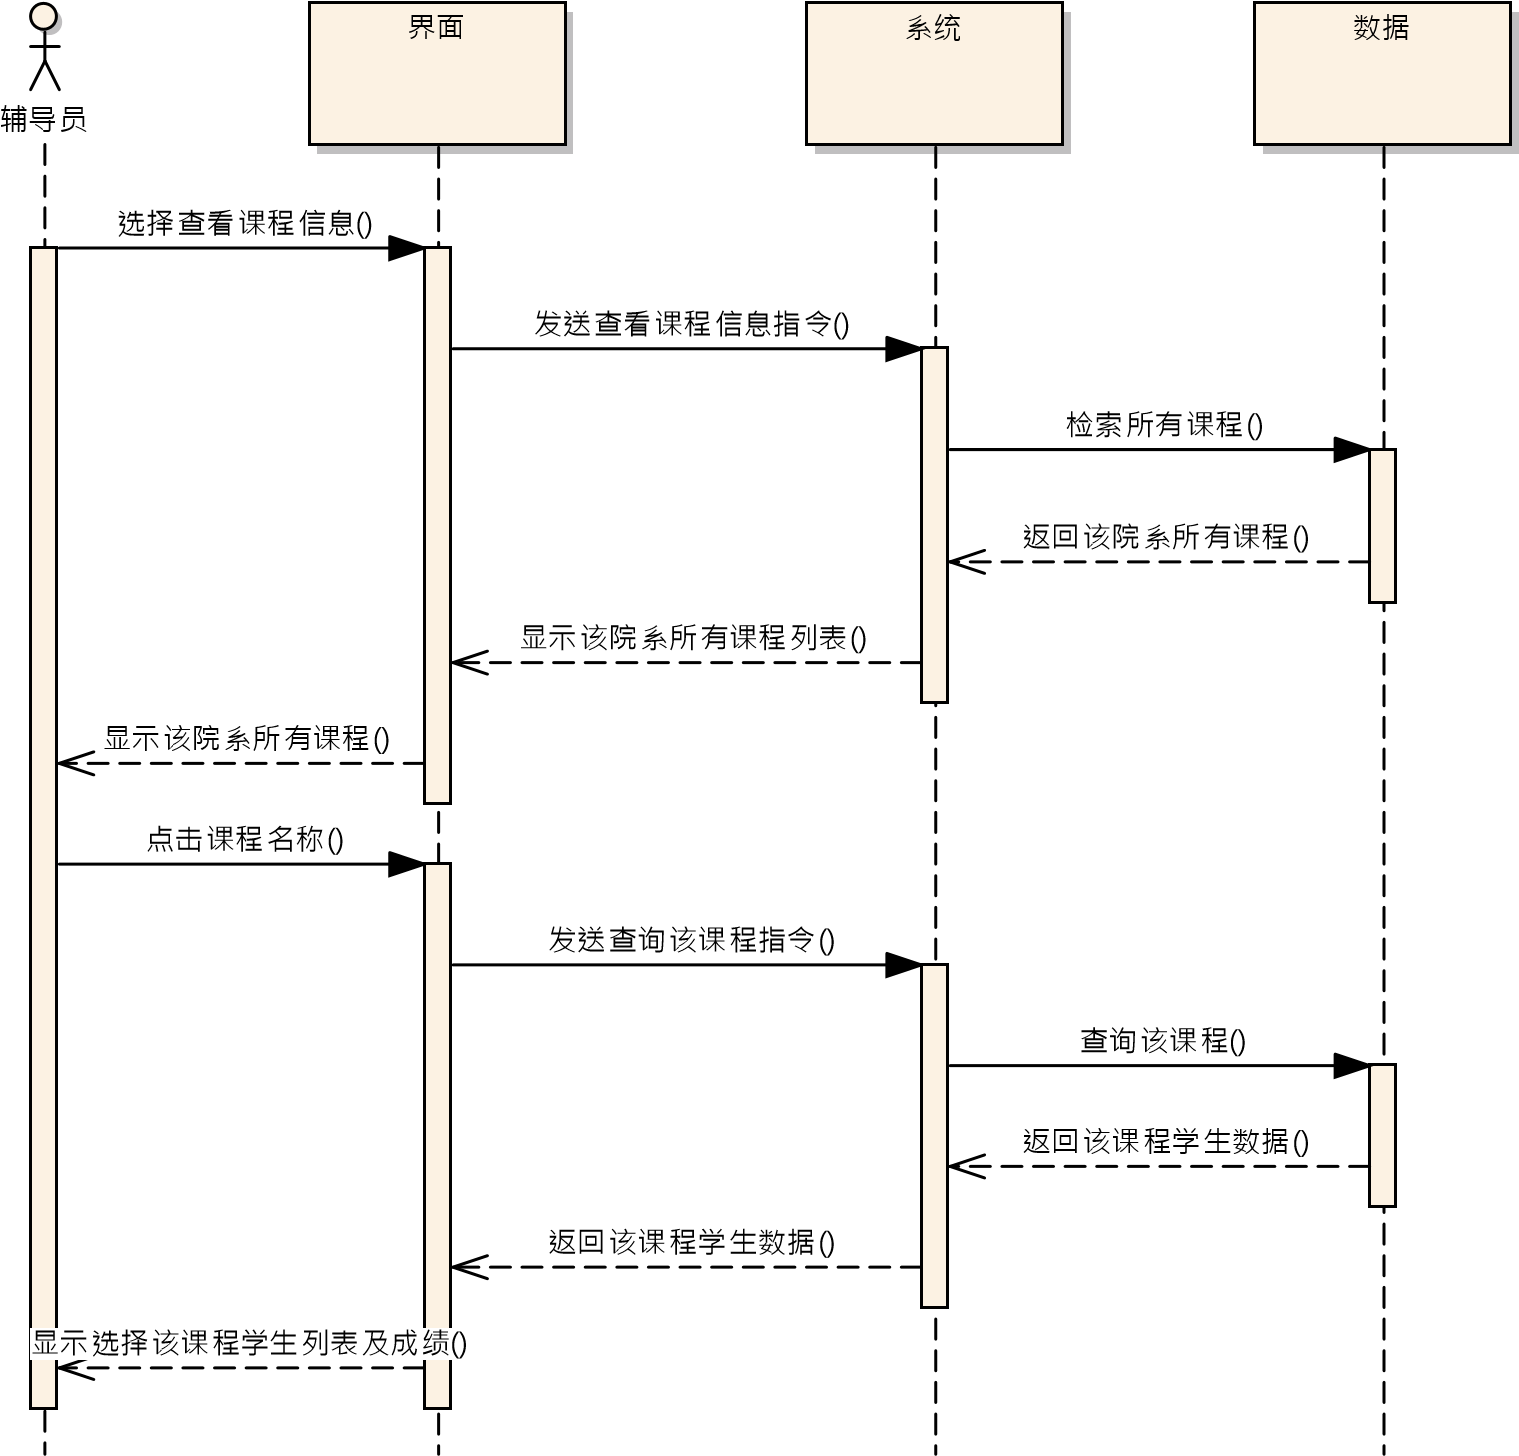 界面
系统
数据
辅导员
选择查看课程信息()
发送查看课程信息指令()
检索所有课程()
返回该院系所有课程()
显示该院系所有课程列表()
显示该院系所有课程()
点击课程名称()
发送查询该课程指令()
查询该课程()
返回该课程学生数据()
返回该课程学生数据()
显示选择该课程学生列表及成绩()